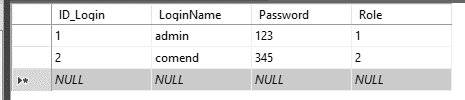 ID_Login LoginName Password Role
1 admin 123 1
2 comend 345 2
NULL NULL NULL NULL